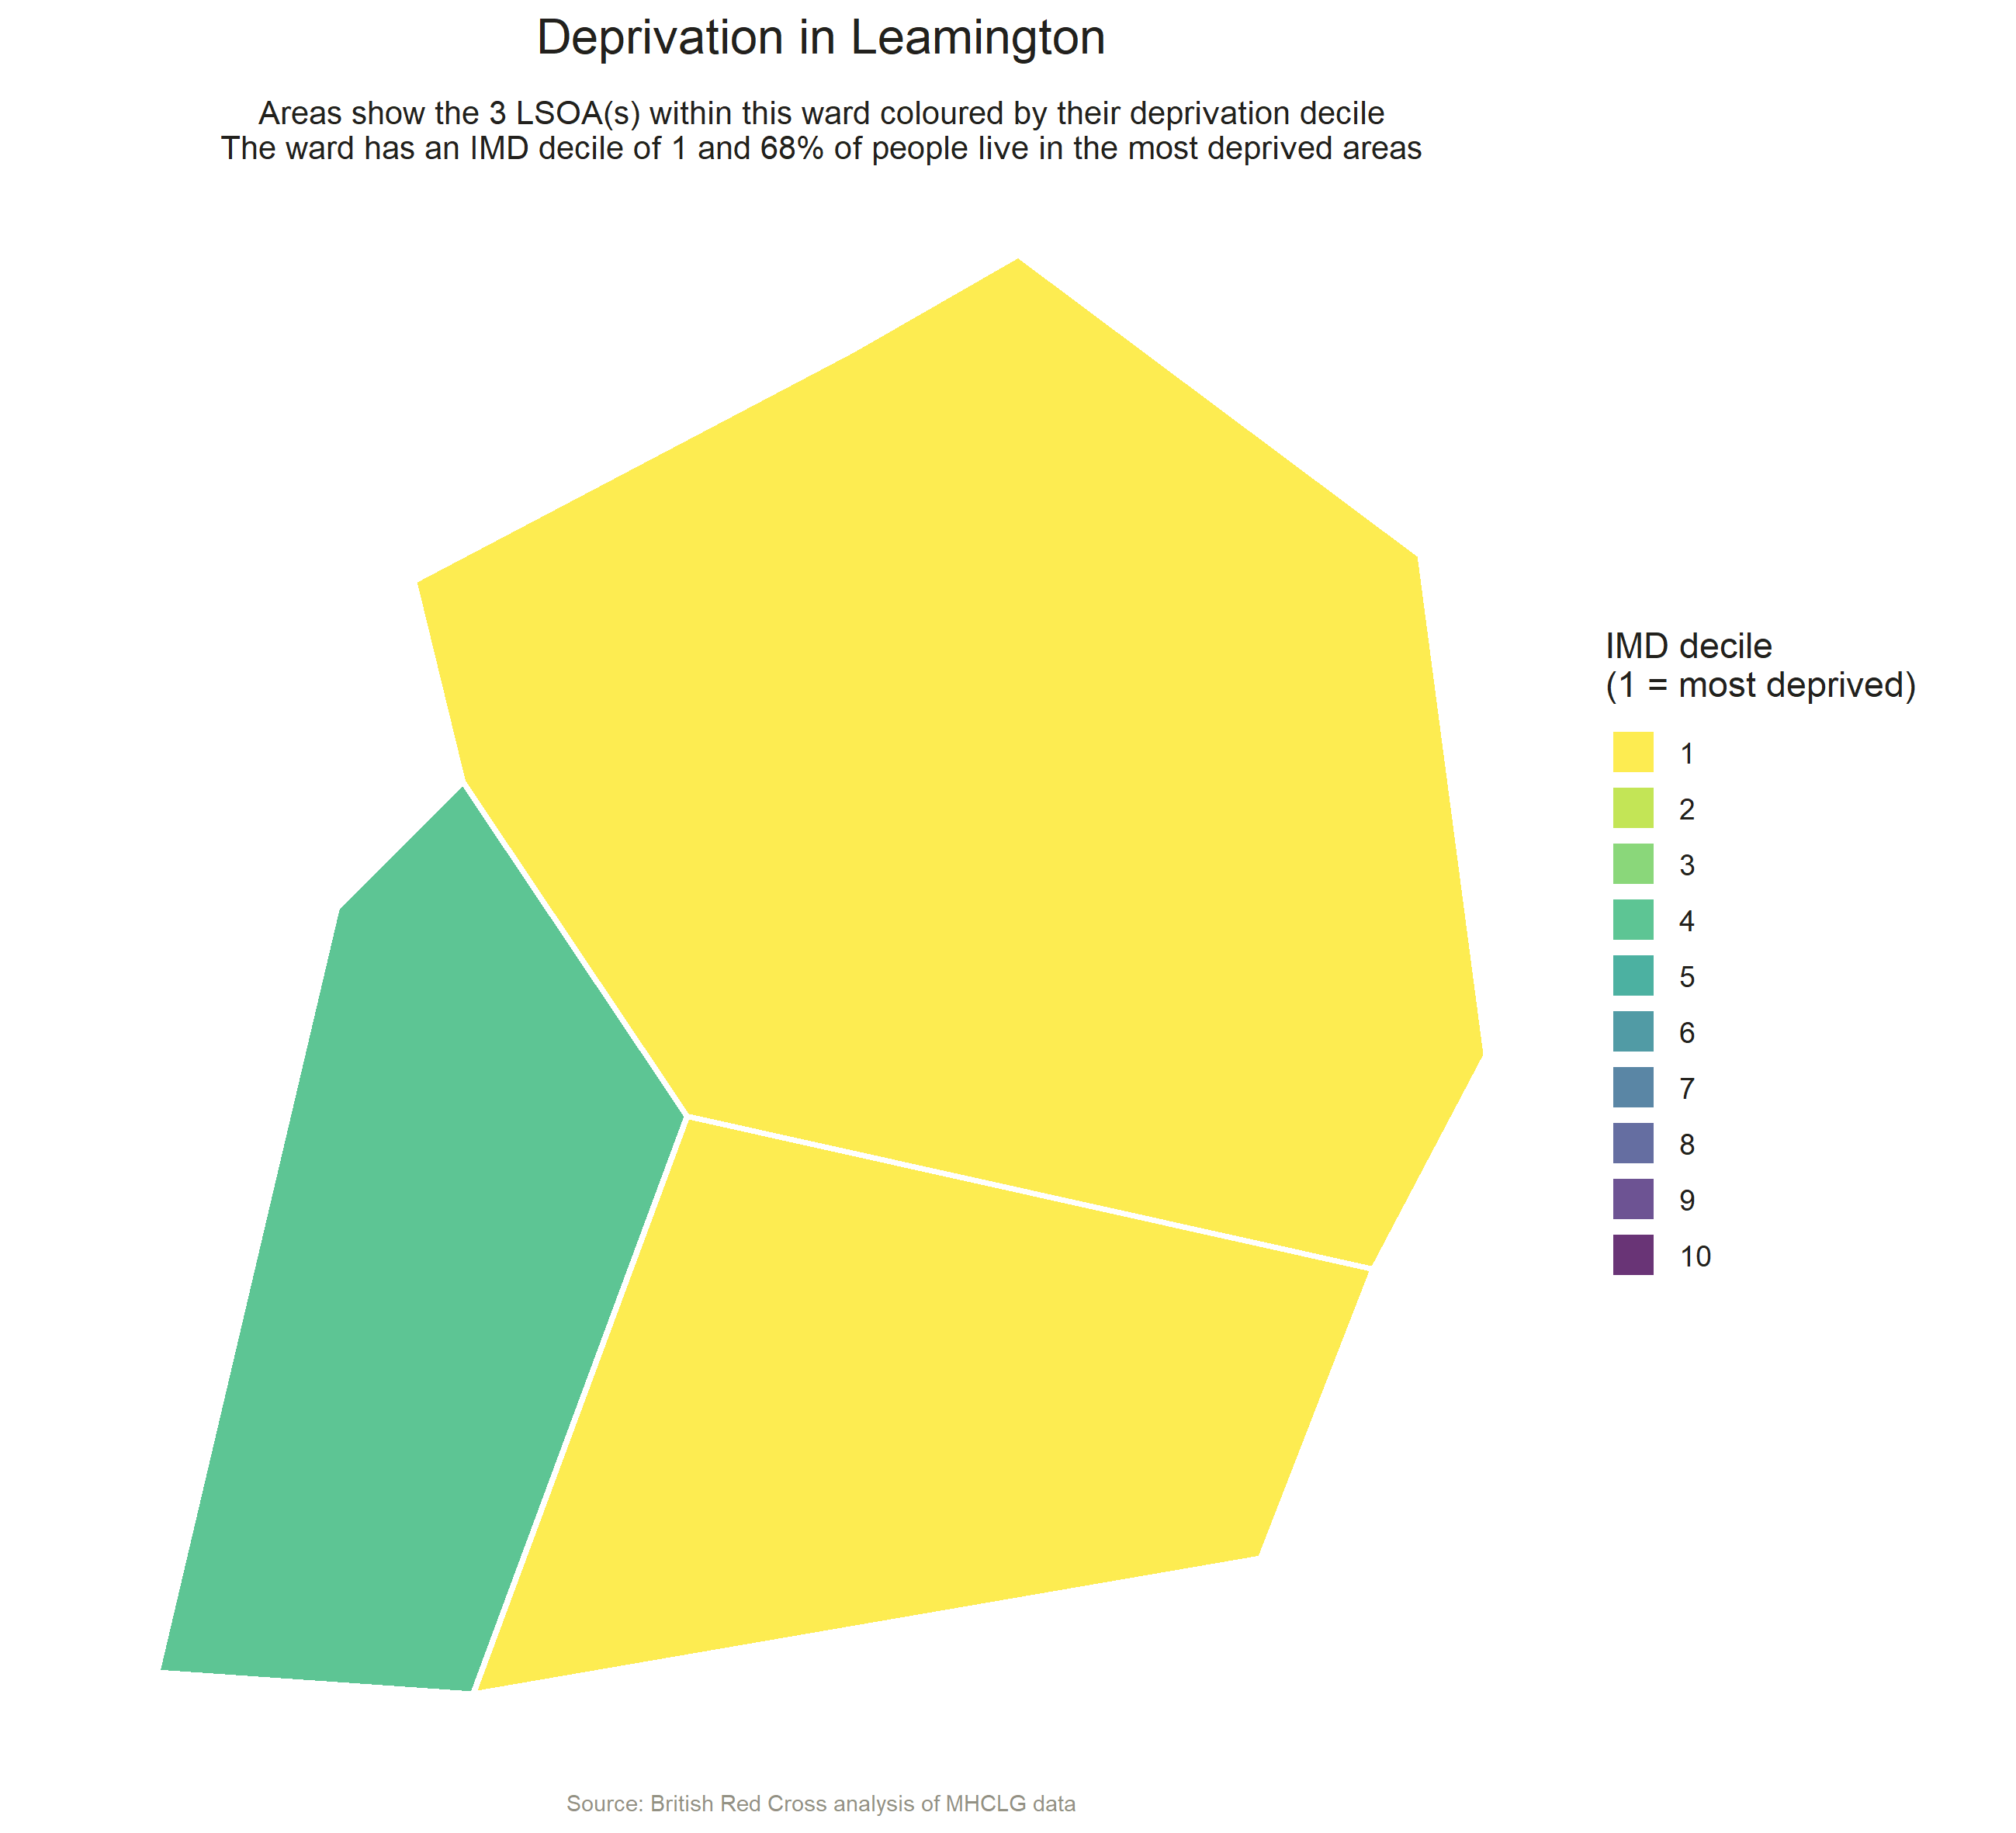 Deprivation in Leamington
Areas show the 3 LSOA(s) within this ward coloured by their deprivation decile
The ward has an IMD decile of 1 and 68% of people live in the most deprived areas
IMD decile
(1 = most deprived)
1
2
3
4
5
6
7
8
9
10
Source: British Red Cross analysis of MHCLG data